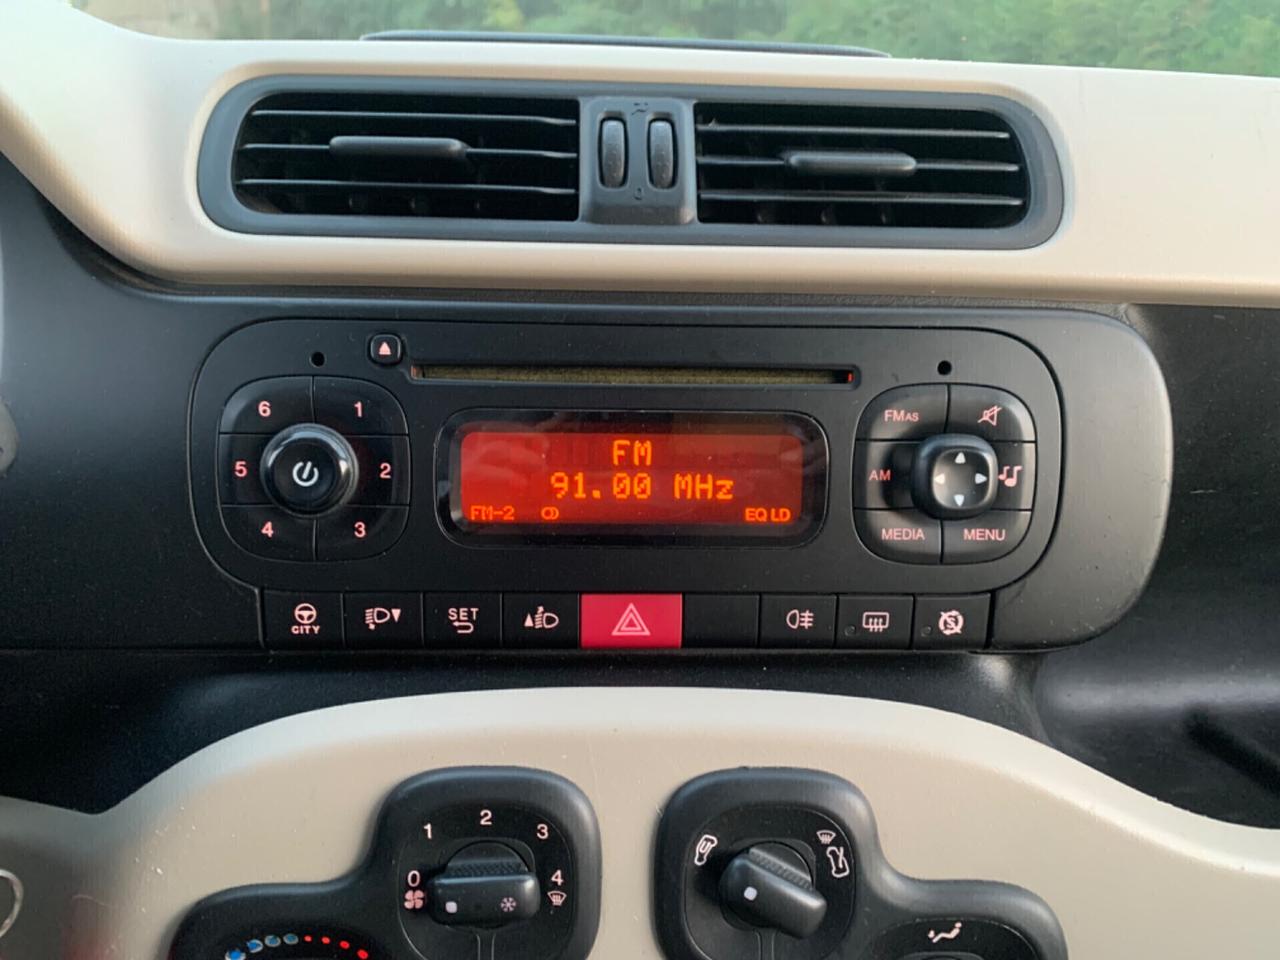 6 1
5 2
4 3
FM
91.00 MHz
FM-2 EQ LD
FMAS
AM
MEDIA MENU
CITY
SET
S
0 1 2 3 4